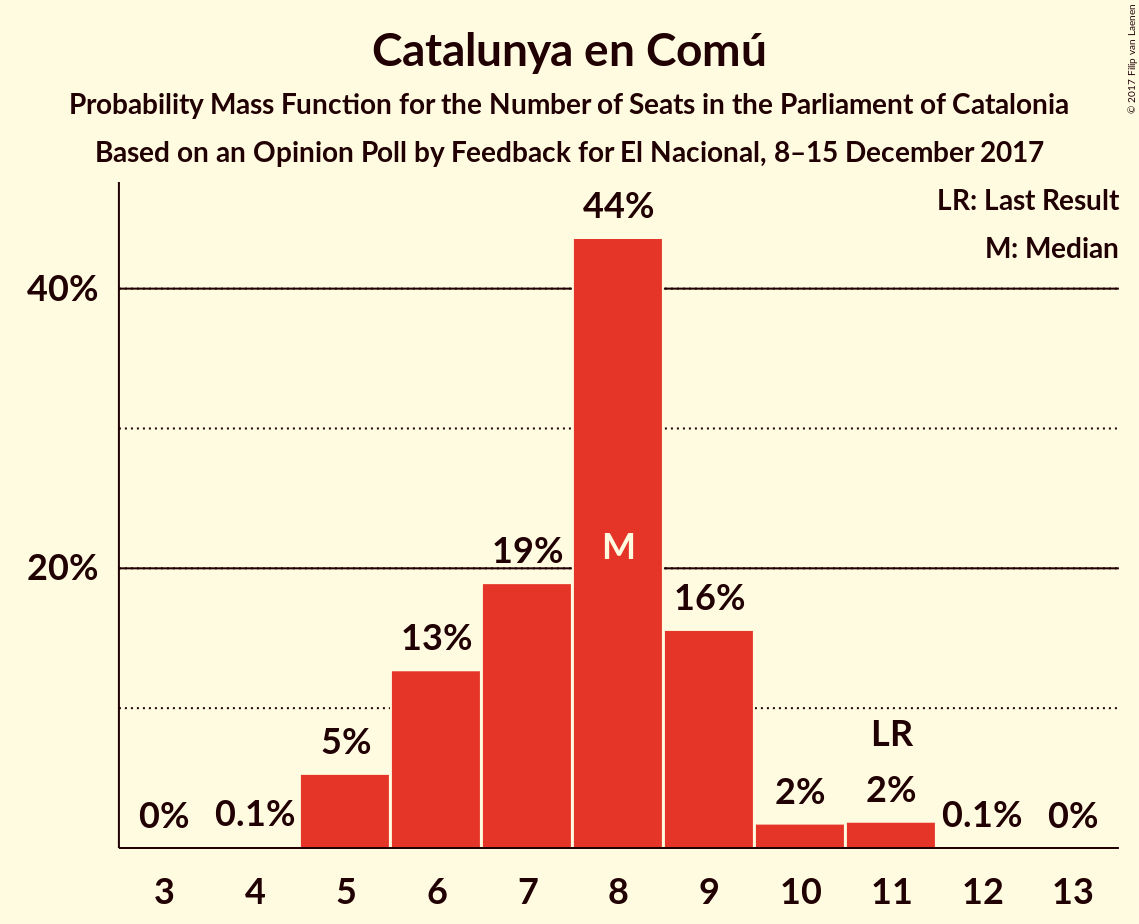 Catalunya en Comú
Probability Mass Function for the Number of Seats in the Parliament of Catalonia
Based on an Opinion Poll by Feedback for El Nacional, 8–15 December 2017
© 2017 Filip van Laenen
LR: Last Result
M: Median
44%
40%
20%
19%
M
16%
13%
5%
LR
2%
2%
0%
0.1%
0.1%
0%
3 4 5 6 7 8 9 10 11 12 13